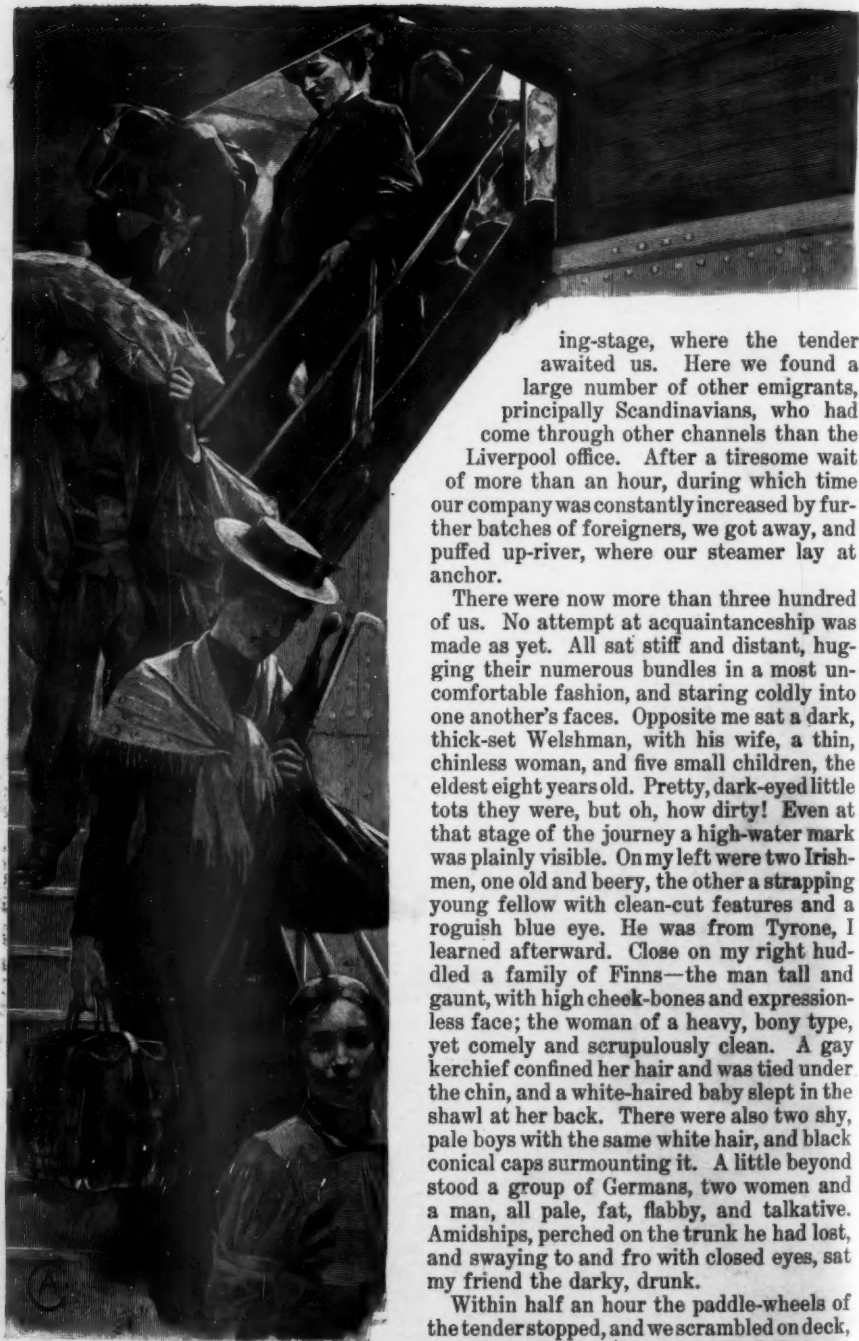 ing-stage, where the tender
awaited us. Here we found a
large number of other emigrants,
principally Scandinavians, who had
come through other channels than the
Liverpool office. After a tiresome wait
of more than an hour, during which time
our company was constantly increased by fur-
ther batches of foreigners, we got away, and
puffed up-river, where our steamer lay at
anchor.
There were now more than three hundred
of us. No attempt at acquaintanceship was
made as yet. All sat stiff and distant, hug-
ging their numerous bundles in a most un-
comfortable fashion, and staring coldly into
one another's faces. Opposite me sat a dark,
thick-set Welshman, with his wife, a thin,
chinless woman, and five small children, the
eldest eight years old. Pretty, dark-eyed little
tots they were, but oh, how dirty! Even at
that stage of the journey a high-water mark
was plainly visible. On my left were two Irish-
men, one old and beery, the other a strapping
young fellow with clean-cut features and a
roguish blue eye. He was from Tyrone, I
learned afterward. Close on my right hud-
dled a family of Finns—the man tall and
gaunt, with high cheek-bones and expression-
less face; the woman of a heavy, bony type,
yet comely and scrupulously clean. A gay
kerchief confined her hair and was tied under
the chin, and a white-haired baby slept in the
shawl at her back. There were also two shy,
pale boys with the same white hair, and black
conical caps surmounting it. A little beyond
stood a group of Germans, two women and
a man, all pale, fat, flabby, and talkative.
Amidships, perched on the trunk he had lost,
and swaying to and fro with closed eyes, sat
my friend the darky, drunk.
Within half an hour the paddle-wheels of
the tender stopped, and we scrambled on deck,